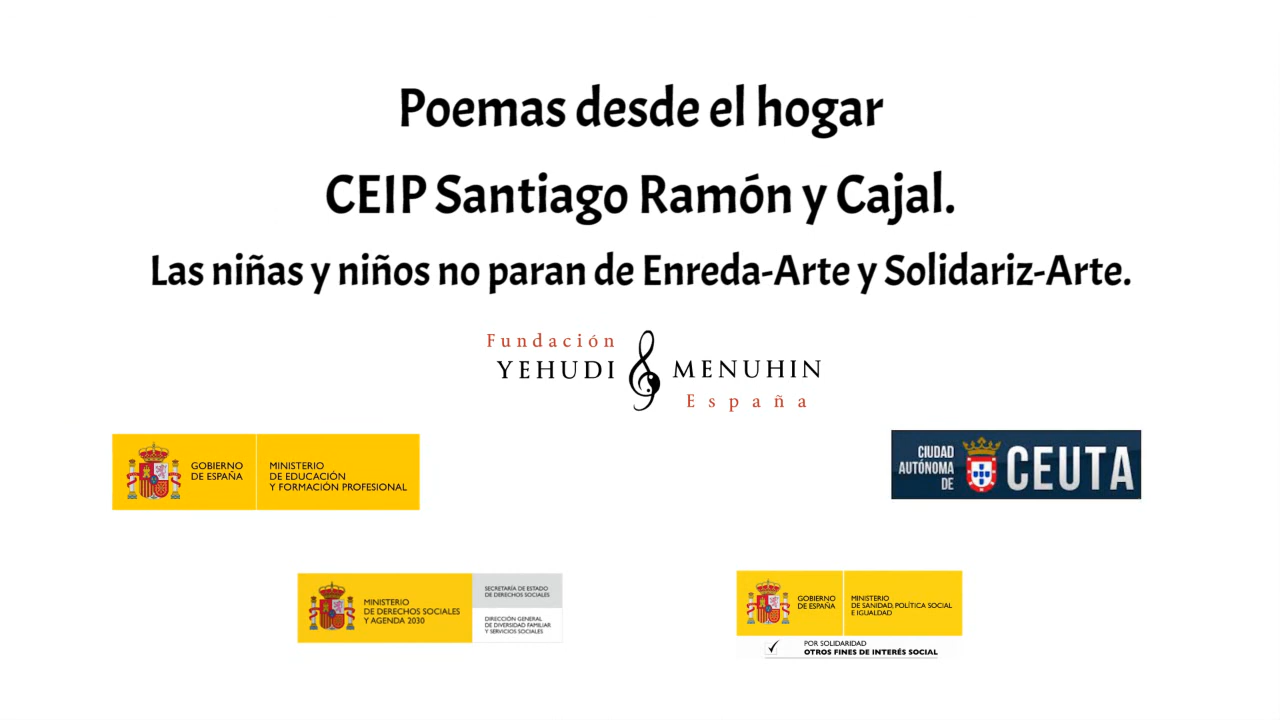 Poemas desde el hogar
CEIP Santiago Ramón y Cajal.
Las niñas y niños no paran de Enreda-Arte y Solidariz-Arte.
Fundación
YEHUDI MENUHIN
España
GOBIERNO
DE ESPAÑA
MINISTERIO
DE EDUCACIÓN
Y FORMACIÓN PROFESIONAL
CIUDAD
AUTÓNOMA
DE
CEUTA
MINISTERIO
DE DERECHOS SOCIALES
Y AGENDA 2030
SECRETARÍA DE ESTADO
DE DERECHOS SOCIALES
DIRECCIÓN GENERAL
DE DIVERSIDAD FAMILIAR
Y SERVICIOS SOCIALES
GOBIERNO
DE ESPAÑA
MINISTERIO
DE SANIDAD, POLÍTICA SOCIAL
E IGUALDAD
POR SOLIDARIDAD
OTROS FINES DE INTERÉS SOCIAL